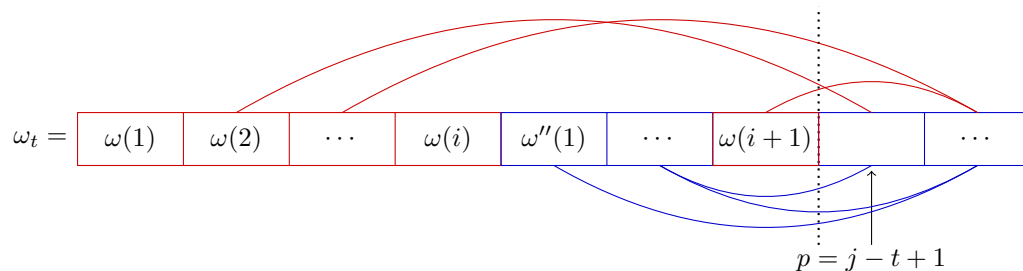 ω_t = ω(1) ω(2) ⋯ ω(i) ω″(1) ⋯ ω(i + 1) ⋯
p = j − t + 1